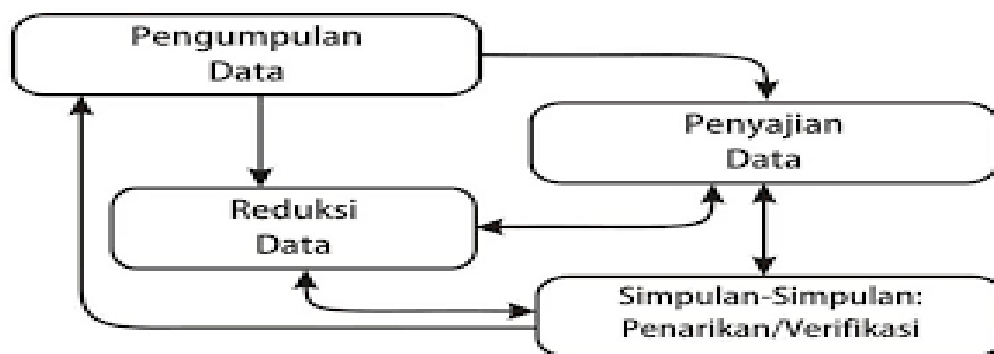 Pengumpulan
Data
Penyajian
Data
Reduksi
Data
Simpulan-Simpulan:
Penarikan/Verifikasi